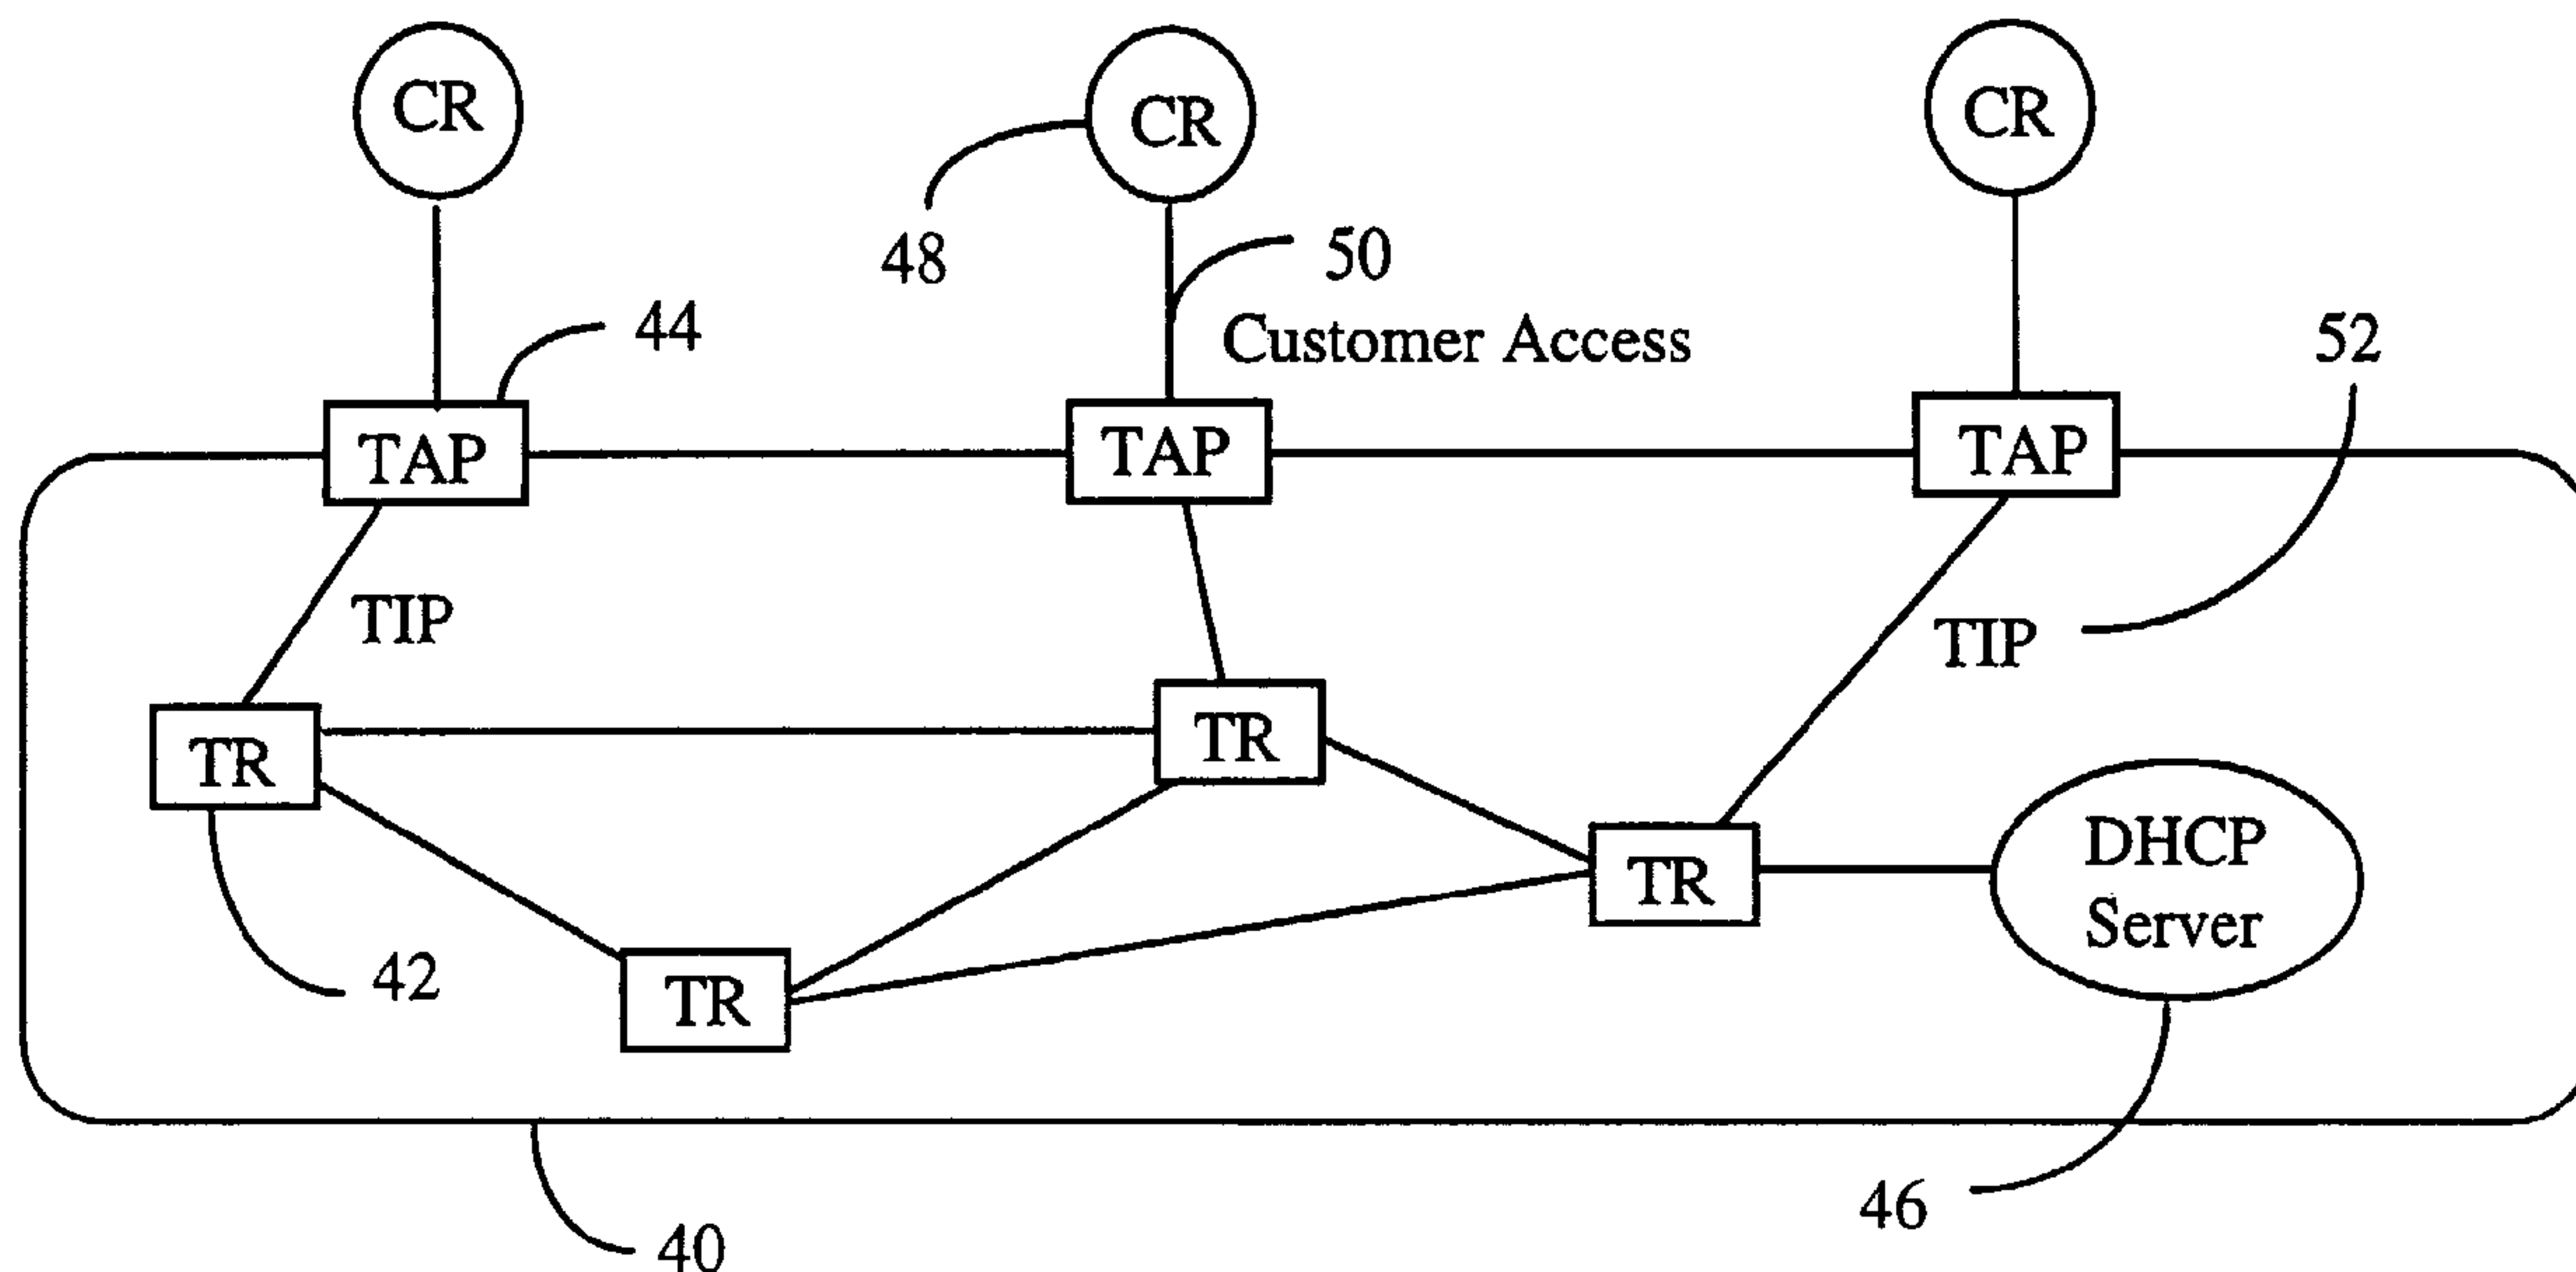 CR
CR
CR
48
50
44
Customer Access
52
TAP
TAP
TAP
TIP
TIP
TR
TR
TR
DHCP
Server
42
TR
46
40